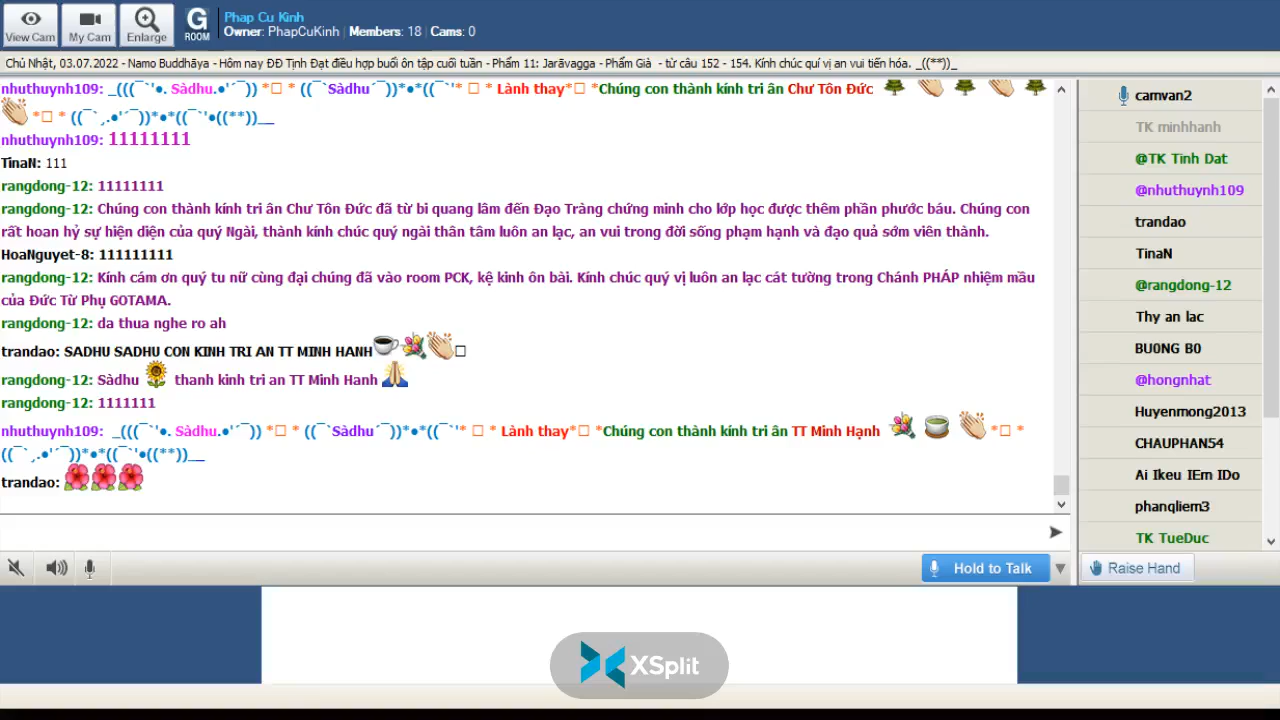 View Cam
My Cam
Enlarge
G
ROOM
Phap Cu Kinh
Owner: PhapCuKinh | Members: 18 | Cams: 0
Chủ Nhật, 03.07.2022 - Namo Buddhāya - Hôm nay ĐĐ Tịnh Đạt điều hợp buổi ôn tập cuối tuần - Phẩm 11: Jarāvagga - Phẩm Già - từ câu 152 - 154. Kính chúc quí vị an vui tiến hóa. _((**))_
nhuthuynh109: _(((¯`'•. Sàdhu.•'´¯)) *□ * ((¯`Sàdhu´¯))*•*((¯`'* □ * Lành thay*□ *Chúng con thành kính tri ân Chư Tôn Đức
*□ * ((¯`¸.•'´¯))*•*((¯`'•((**))__
nhuthuynh109: 11111111
TinaN: 111
rangdong-12: 11111111
rangdong-12: Chúng con thành kính tri ân Chư Tôn Đức đã từ bi quang lâm đến Đạo Tràng chứng minh cho lớp học được thêm phần phước báu. Chúng con
rất hoan hỷ sự hiện diện của quý Ngài, thành kính chúc quý ngài thân tâm luôn an lạc, an vui trong đời sống phạm hạnh và đạo quả sớm viên thành.
HoaNguyet-8: 111111111
rangdong-12: Kính cám ơn quý tu nữ cùng đại chúng đã vào room PCK, kệ kinh ôn bài. Kính chúc quý vị luôn an lạc cát tường trong Chánh PHÁP nhiệm mầu
của Đức Từ Phụ GOTAMA.
rangdong-12: da thua nghe ro ah
trandao: SADHU SADHU CON KINH TRI AN TT MINH HANH □
rangdong-12: Sàdhu thanh kinh tri an TT Minh Hanh
rangdong-12: 1111111
nhuthuynh109: _(((¯`'•. Sàdhu.•'´¯)) *□ * ((¯`Sàdhu´¯))*•*((¯`'* □ * Lành thay*□ *Chúng con thành kính tri ân TT Minh Hạnh *□ *
((¯`¸.•'´¯))*•*((¯`'•((**))__
trandao:
camvan2
TK minhhanh
@TK Tinh Dat
@nhuthuynh109
trandao
TinaN
@rangdong-12
Thy an lac
BU0NG B0
@hongnhat
Huyenmong2013
CHAUPHAN54
Ai Ikeu IEm IDo
phanqliem3
TK TueDuc
Hold to Talk
Raise Hand
XSplit